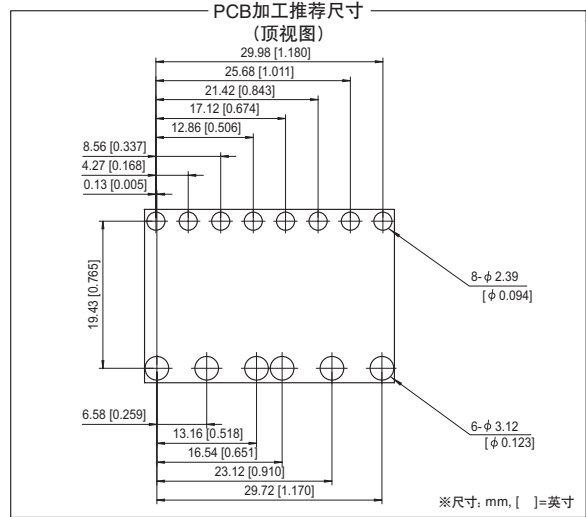 PCB加工推荐尺寸
(顶视图)
29.98 [1.180]
25.68 [1.011]
21.42 [0.843]
17.12 [0.674]
12.86 [0.506]
8.56 [0.337]
4.27 [0.168]
0.13 [0.005]
19.43 [0.765]
8-ϕ2.39
[ϕ0.094]
6-ϕ3.12
[ϕ0.123]
6.58 [0.259]
13.16 [0.518]
16.54 [0.651]
23.12 [0.910]
29.72 [1.170]
※尺寸: mm, [ ]=英寸